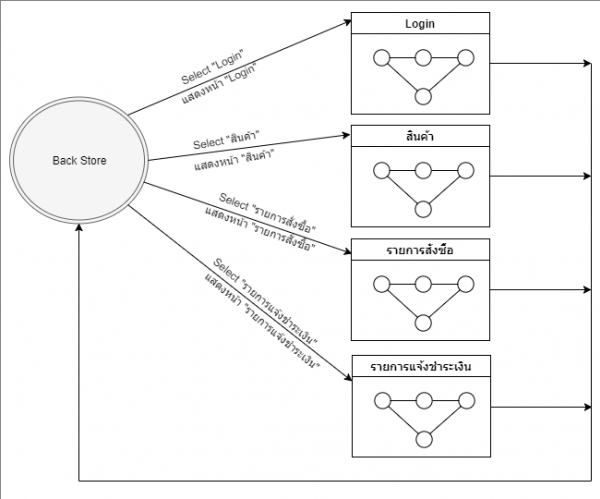 Login
Select "Login"
แสดงหน้า "Login"
Back Store
สินค้า
Select "สินค้า"
แสดงหน้า "สินค้า"
รายการสั่งซื้อ
Select "รายการสั่งซื้อ"
แสดงหน้า "รายการสั่งซื้อ"
รายการแจ้งชำระเงิน
Select "รายการแจ้งชำระเงิน"
แสดงหน้า "รายการแจ้งชำระเงิน"